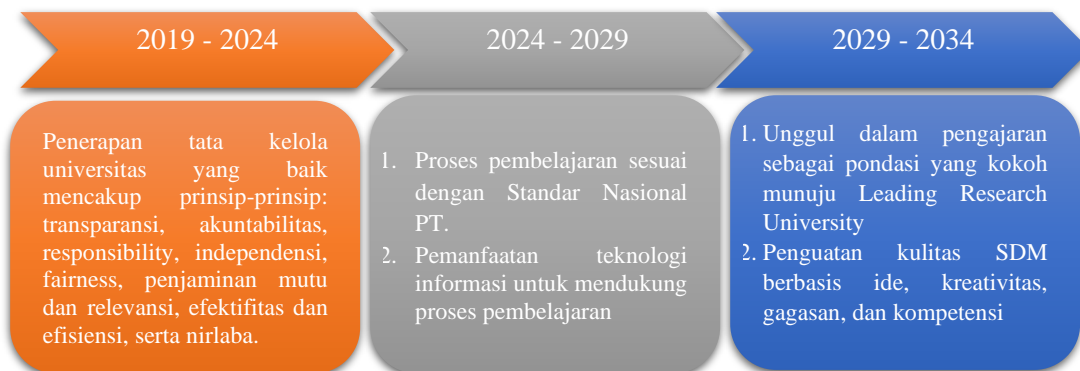 2019 - 2024
2024 - 2029
2029 - 2034
Penerapan tata kelola
universitas yang baik
mencakup prinsip-prinsip:
transparasi, akuntabilitas,
responsibility, independensi,
fairness, penjaminan mutu
dan relevansi, efektifitas dan
efisiensi, serta nirlaba.
1. Proses pembelajaran sesuai
dengan Standar Nasional
PT.
2. Pemanfaatan teknologi
informasi untuk mendukung
proses pembelajaran
1. Unggul dalam pengajaran
sebagai pondasi yang kokoh
munuju Leading Research
University
2. Penguatan kulitas SDM
berbasis ide, kreativitas,
gagasan, dan kompetensi